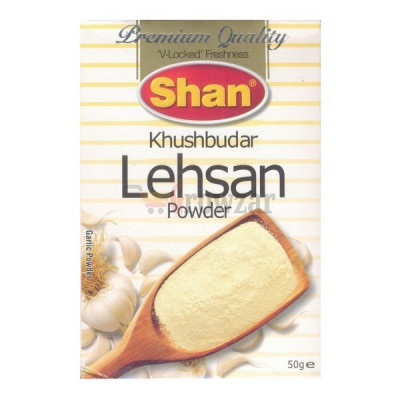 Premium Quality
'V-Locked' Freshness
Shan®
Khushbudar
Lehsan
Powder
Garlic Powder
50g e